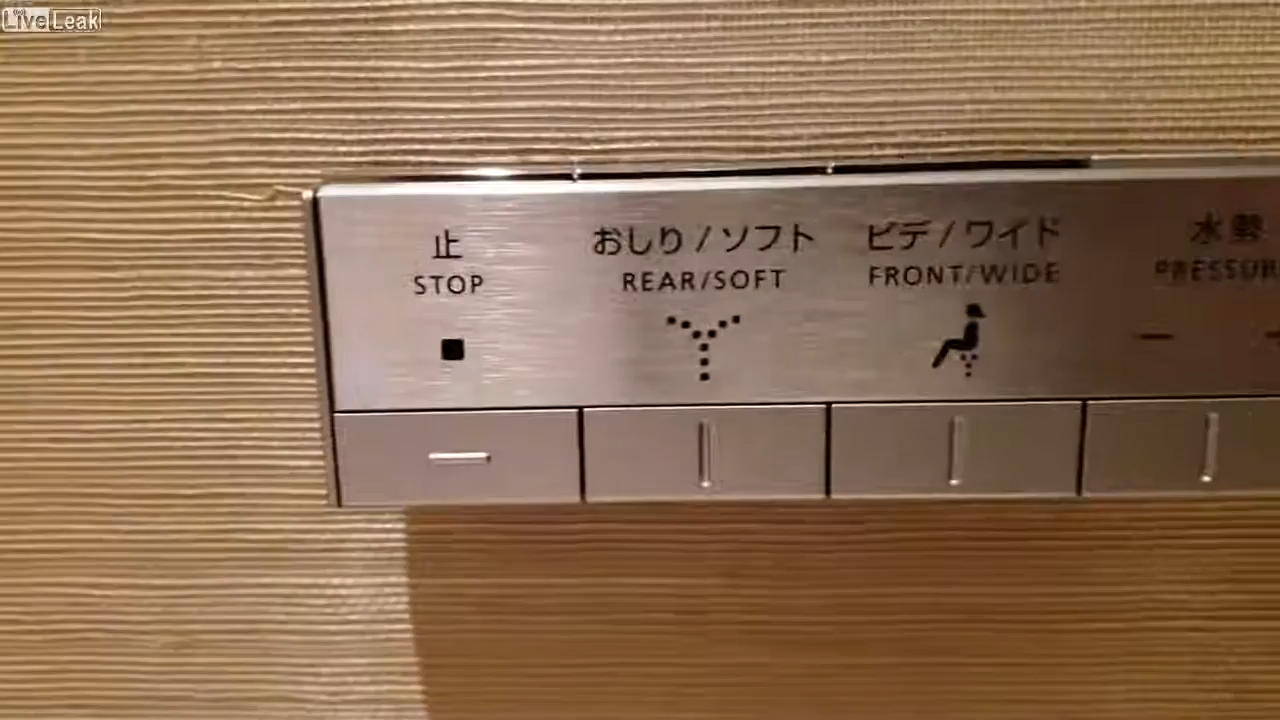 LiveLeak
止
STOP
おしり/ソフト
REAR/SOFT
ビデ/ワイド
FRONT/WIDE
水勢